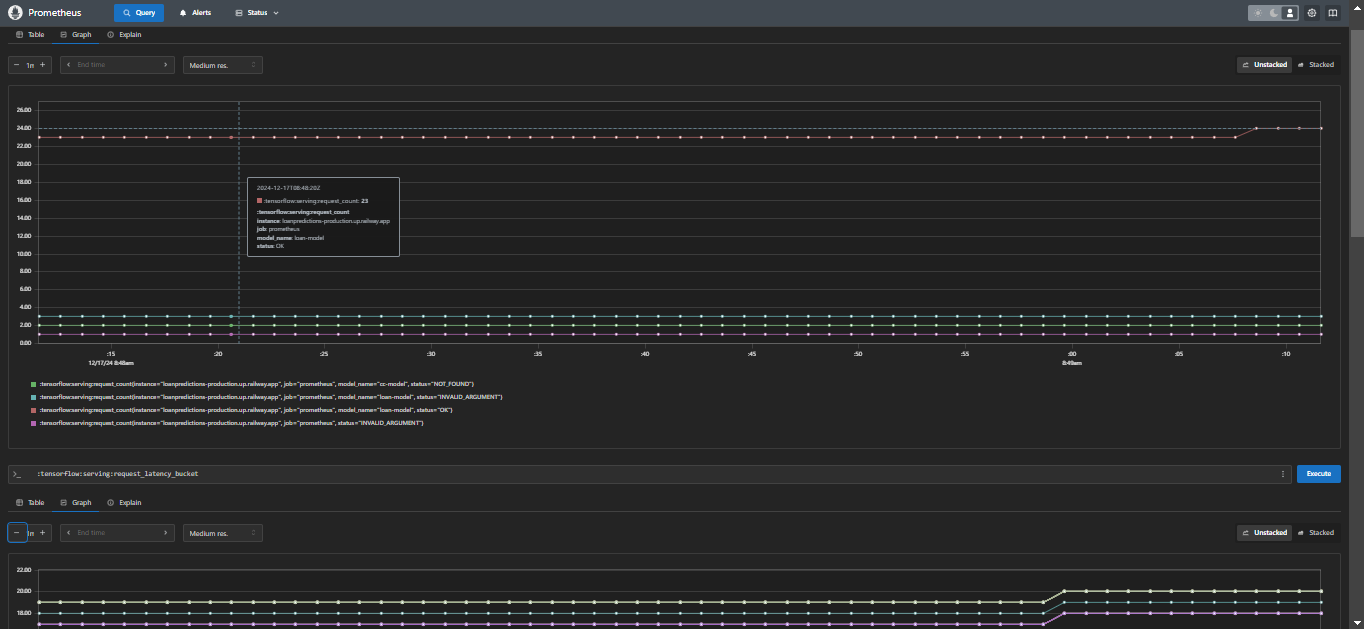 Prometheus Query Alerts Status
Table Graph Explain
− 1m + End time Medium res. Unstacked Stacked
26.00
24.00
22.00
20.00
18.00
16.00
14.00
12.00
10.00
8.00
6.00
4.00
2.00
0.00
2024-12-17T08:48:20Z
:tensorflow:serving:request_count: 23
:tensorflow:serving:request_count
instance: loanpredictions-production.up.railway.app
job: prometheus
model_name: loan-model
status: OK
:15 :20 :25 :30 :35 :40 :45 :50 :55 :00 :05 :10
12/17/24 8:48am 8:49am
:tensorflow:serving:request_count{instance="loanpredictions-production.up.railway.app", job="prometheus", model_name="cc-model", status="NOT_FOUND"}
:tensorflow:serving:request_count{instance="loanpredictions-production.up.railway.app", job="prometheus", model_name="loan-model", status="INVALID_ARGUMENT"}
:tensorflow:serving:request_count{instance="loanpredictions-production.up.railway.app", job="prometheus", model_name="loan-model", status="OK"}
:tensorflow:serving:request_count{instance="loanpredictions-production.up.railway.app", job="prometheus", status="INVALID_ARGUMENT"}
>_ :tensorflow:serving:request_latency_bucket Execute
Table Graph Explain
− 1m + End time Medium res. Unstacked Stacked
22.00
20.00
18.00